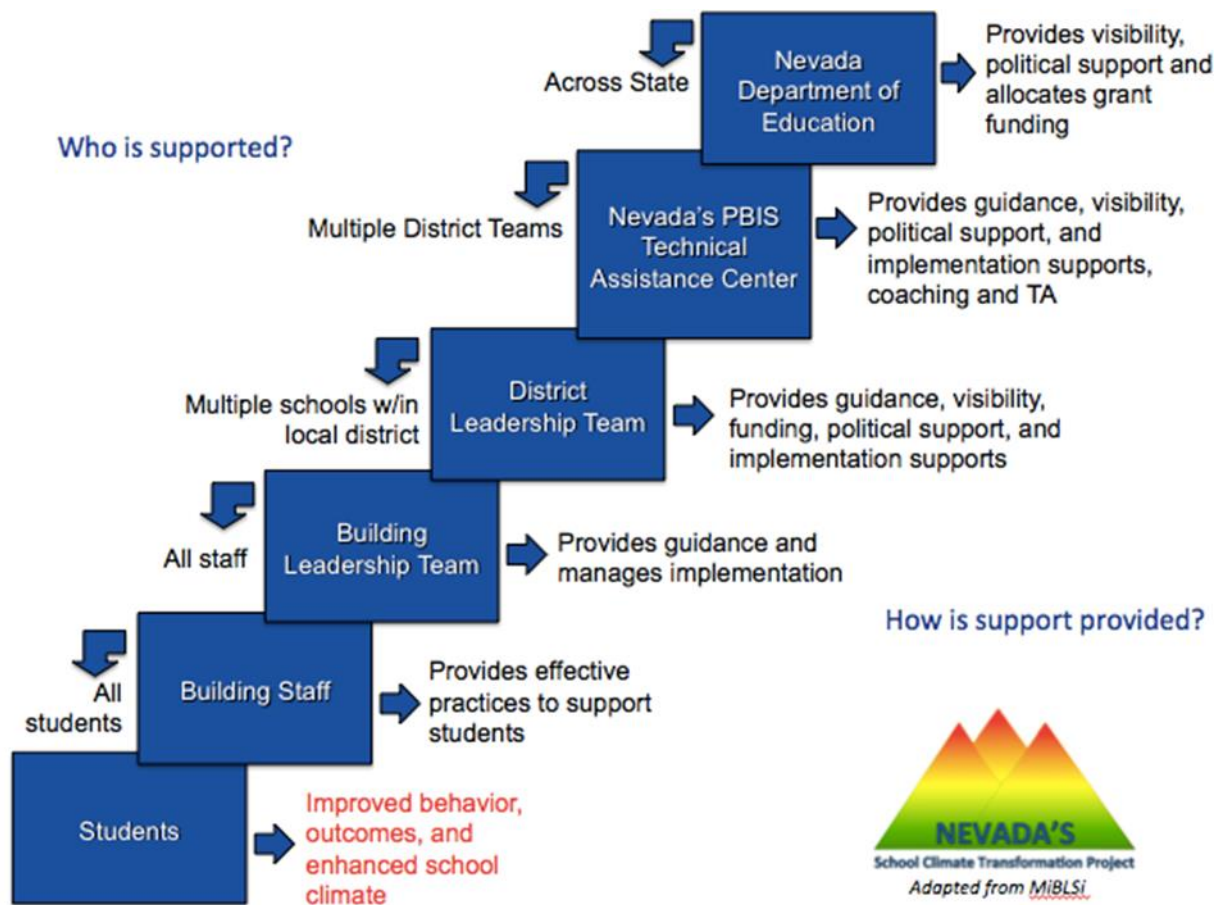 Across State
Nevada
Department of
Education
Provides visibility,
political support and
allocates grant
funding
Who is supported?
Multiple District Teams
Nevada's PBIS
Technical
Assistance Center
Provides guidance, visibility,
political support, and
implementation supports,
coaching and TA
Multiple schools w/in
local district
District
Leadership Team
Provides guidance, visibility,
funding, political support, and
implementation supports
All staff
Building
Leadership Team
Provides guidance and
manages implementation
How is support provided?
All
students
Building Staff
Provides effective
practices to support
students
Students
Improved behavior,
outcomes, and
enhanced school
climate
NEVADA'S
School Climate Transformation Project
Adapted from MiBLSi